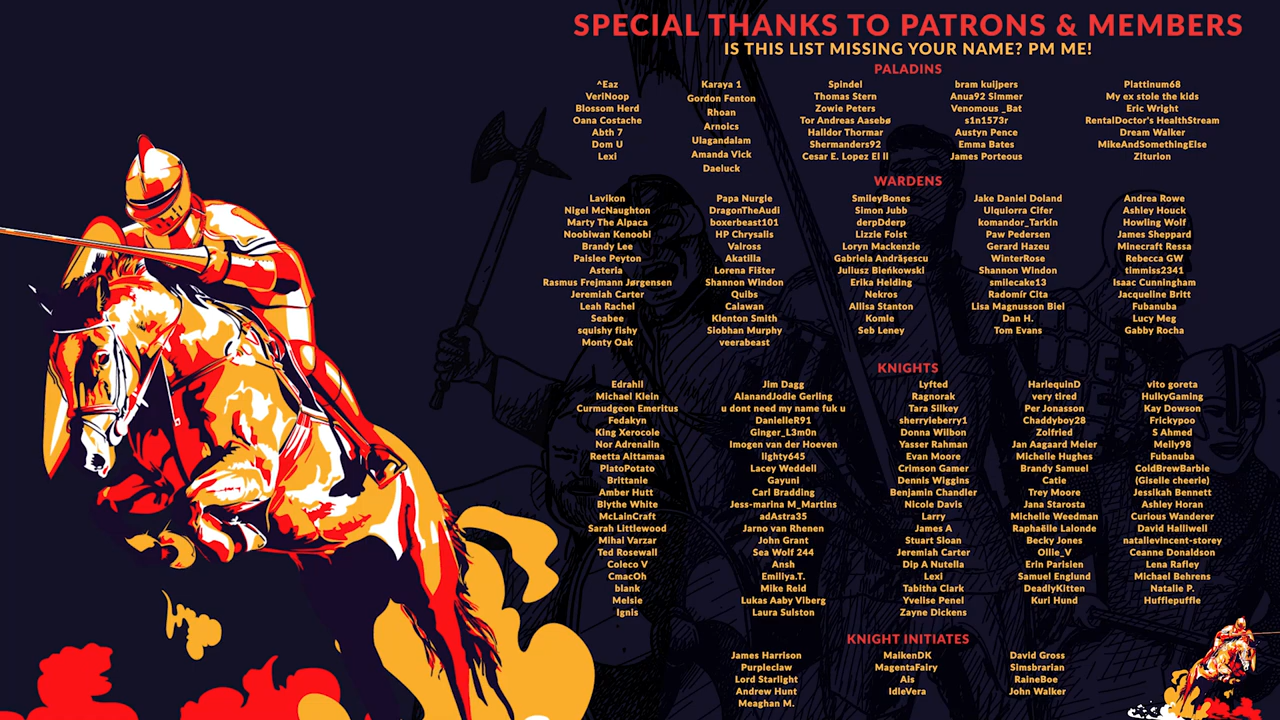 SPECIAL THANKS TO PATRONS & MEMBERS
IS THIS LIST MISSING YOUR NAME? PM ME!
PALADINS
^Eaz
VeriNoop
Blossom Herd
Oana Costache
Abth 7
Dom U
Lexi
Karaya 1
Gordon Fenton
Rhoan
Arnoics
Ulagandalam
Amanda Vick
Daeluck
Spindel
Thomas Stern
Zowie Peters
Tor Andreas Aasebø
Halldor Thormar
Shermanders92
Cesar E. Lopez El II
bram kuijpers
Anua92 Simmer
Venomous _Bat
s1n1573r
Austyn Pence
Emma Bates
James Porteous
Plattinum68
My ex stole the kids
Eric Wright
RentalDoctor's HealthStream
Dream Walker
MikeAndSomethingElse
Ziturion
WARDENS
Lavikon
Nigel McNaughton
Marty The Alpaca
Noobiwan Kenoobi
Brandy Lee
Paislee Peyton
Asteria
Rasmus Frejmann Jørgensen
Jeremiah Carter
Leah Rachel
Seabee
squishy fishy
Monty Oak
Papa Nurgle
DragonTheAudi
boxerbeast101
HP Chrysalis
Valross
Akatilla
Lorena Fišter
Shannon Windon
Quibs
Calawan
Klenton Smith
Siobhan Murphy
veerabeast
SmileyBones
Simon Jubb
derpDderp
Lizzie Foist
Loryn Mackenzie
Gabriela Andrășescu
Juliusz Bieńkowski
Erika Helding
Nekros
Allisa Stanton
Komle
Seb Leney
Jake Daniel Doland
Ulquiorra Cifer
komandor_Tarkin
Paw Pedersen
Gerard Hazeu
WinterRose
Shannon Windon
smilecake13
Radomír Cita
Lisa Magnusson Biel
Dan H.
Tom Evans
Andrea Rowe
Ashley Houck
Howling Wolf
James Sheppard
Minecraft Ressa
Rebecca GW
timmiss2341
Isaac Cunningham
Jacqueline Britt
Fubanuba
Lucy Meg
Gabby Rocha
KNIGHTS
Edrahil
Michael Klein
Curmudgeon Emeritus
Fedakyn
King Xerocole
Nor Adrenalin
Reetta Aittamaa
PlatoPotato
Brittanie
Amber Hutt
Blythe White
McLainCraft
Sarah Littlewood
Mihai Varzar
Ted Rosewall
Coleco V
CmacOh
blank
Melsie
Ignis
Jim Dagg
AlanandJodie Gerling
u dont need my name fuk u
DanielleR91
Ginger_L3m0n
Imogen van der Hoeven
lighty645
Lacey Weddell
Gayuni
Carl Bradding
Jess-marina M_Martins
adAstra35
Jarno van Rhenen
John Grant
Sea Wolf 244
Ansh
Emiliya.T.
Mike Reid
Lukas Aaby Viberg
Laura Sulston
Lyfted
Ragnorak
Tara Silkey
sherryleberry1
Donna Wilbon
Yasser Rahman
Evan Moore
Crimson Gamer
Dennis Wiggins
Benjamin Chandler
Nicole Davis
Larry
James A
Stuart Sloan
Jeremiah Carter
Dip A Nutella
Lexi
Tabitha Clark
Yvelise Penel
Zayne Dickens
HarlequinD
very tired
Per Jonasson
Chaddyboy28
Zolfried
Jan Aagaard Meier
Michelle Hughes
Brandy Samuel
Catie
Trey Moore
Jana Starosta
Michelle Weedman
Raphaëlle Lalonde
Becky Jones
Ollie_V
Erin Parisien
Samuel Englund
DeadlyKitten
Kurl Hund
vito goreta
HulkyGaming
Kay Dowson
Frickypoo
S Ahmed
Melly98
Fubanuba
ColdBrewBarbie
(Giselle cheerie)
Jessikah Bennett
Ashley Horan
Curious Wanderer
David Halliwell
natalievincent-storey
Ceanne Donaldson
Lena Rafley
Michael Behrens
Natalie P.
Hufflepuffle
KNIGHT INITIATES
James Harrison
Purpleclaw
Lord Starlight
Andrew Hunt
Meaghan M.
MaikenDK
MagentaFairy
Als
IdleVera
David Gross
Simsbrarian
RaineBoe
John Walker